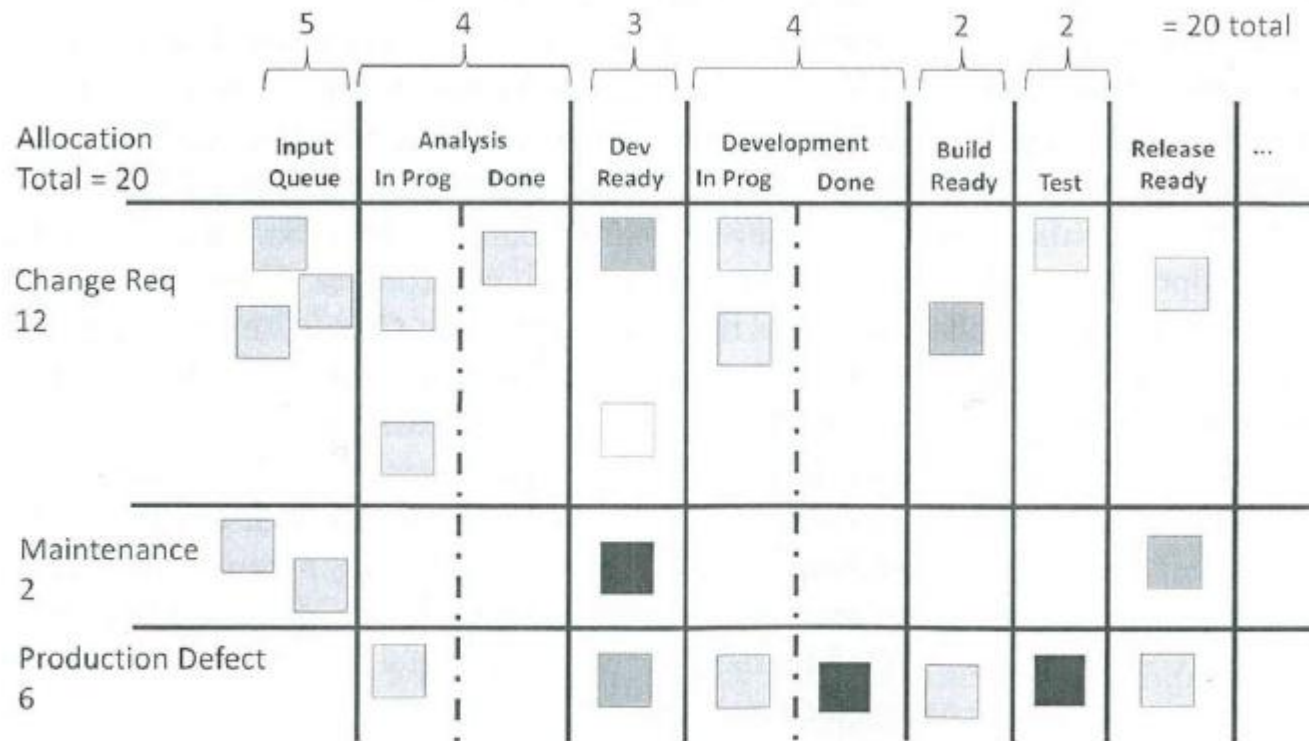 5 4 3 4 2 2 = 20 total
Allocation
Total = 20
Input
Queue
Analysis
In Prog Done
Dev
Ready
Development
In Prog Done
Build
Ready
Test
Release
Ready
...
Change Req
12
Maintenance
2
Production Defect
6